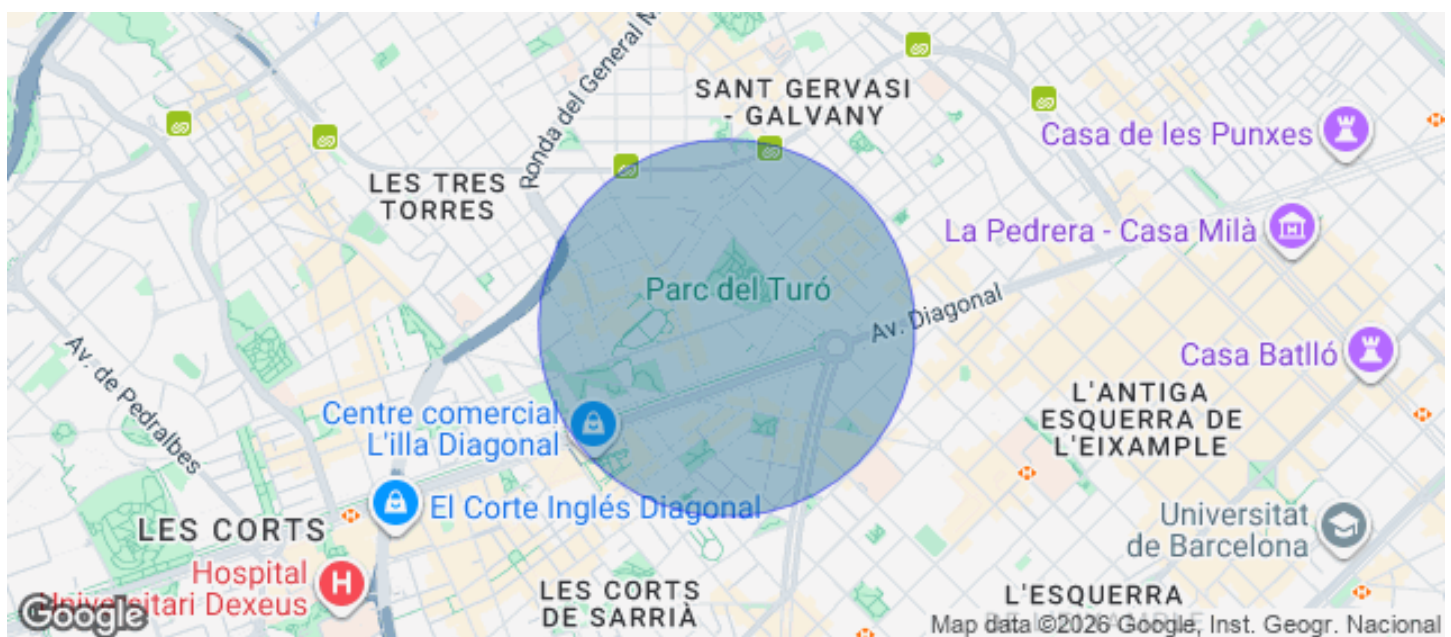 SANT GERVASI
- GALVANY
Ronda del General M
Casa de les Punxes
LES TRES
TORRES
La Pedrera - Casa Milà
Parc del Turó
Av. Diagonal
Casa Batlló
Av. de Pedralbes
L'ANTIGA
ESQUERRA DE
L'EIXAMPLE
Centre comercial
L'illa Diagonal
El Corte Inglés Diagonal
LES CORTS
Universitat
de Barcelona
Hospital
Universitari Dexeus
LES CORTS
DE SARRIÀ
L'ESQUERRA
Google
Map data ©2026 Google, Inst. Geogr. Nacional